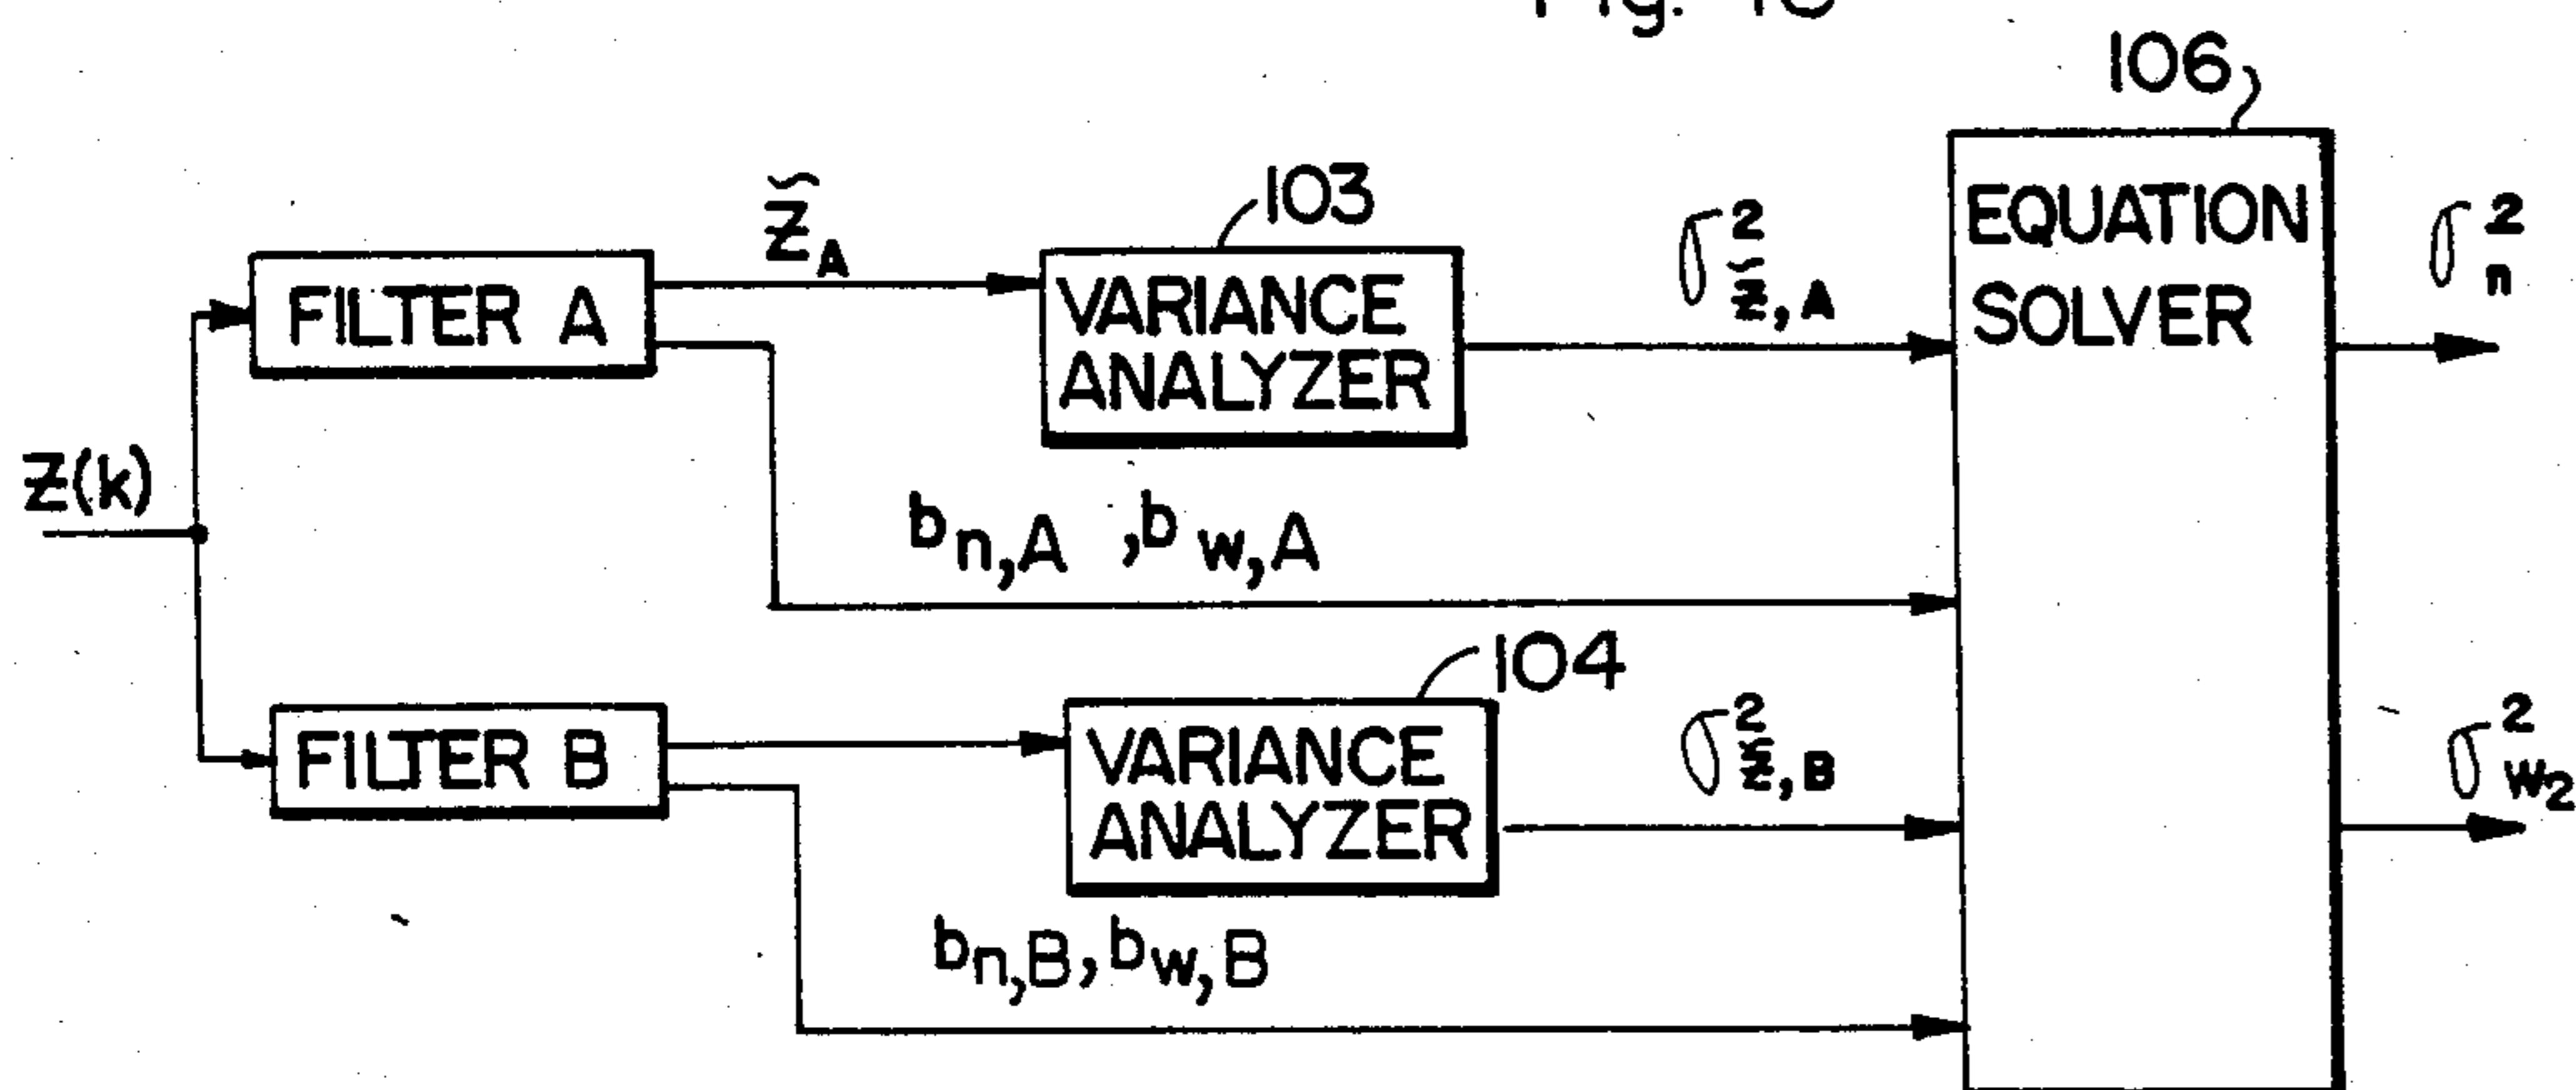 106
103
EQUATION
SOLVER
z̃A
FILTER A
VARIANCE
ANALYZER
σ²z̃,A
σ²n
z(k)
bn,A ,bw,A
104
FILTER B
VARIANCE
ANALYZER
σ²z̃,B
σ²w2
bn,B,bw,B